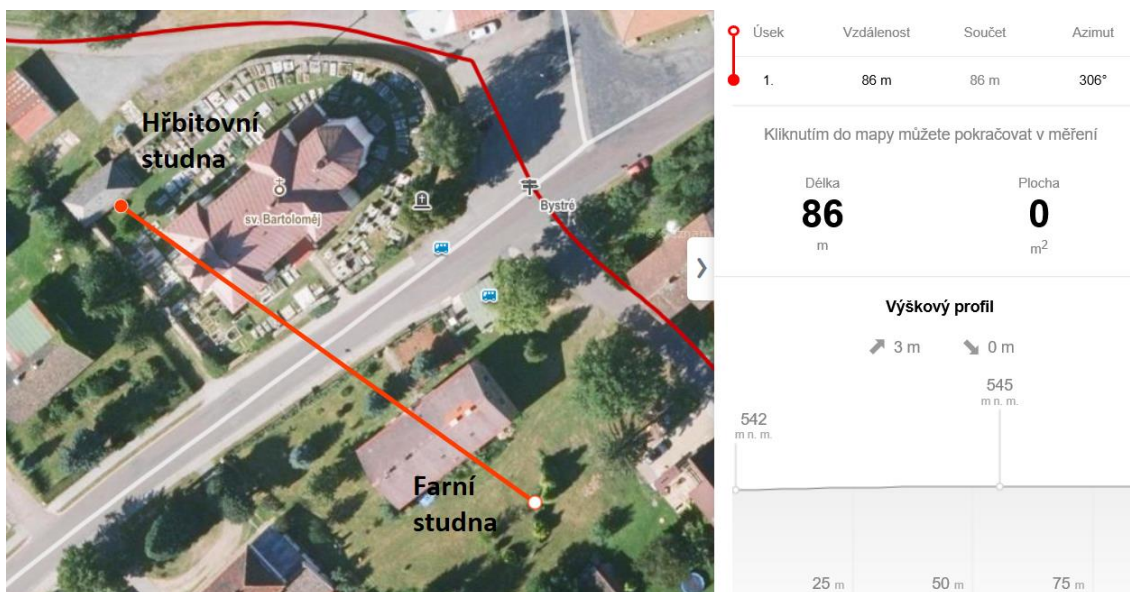 Hřbitovní
studna
sv. Bartoloměj
Bystré
Farní
studna
Úsek Vzdálenost Součet Azimut
1. 86 m 86 m 306°
Kliknutím do mapy můžete pokračovat v měření
Délka Plocha
86 0
m m²
Výškový profil
3 m 0 m
545
m n. m.
542
m n. m.
25 m 50 m 75 m